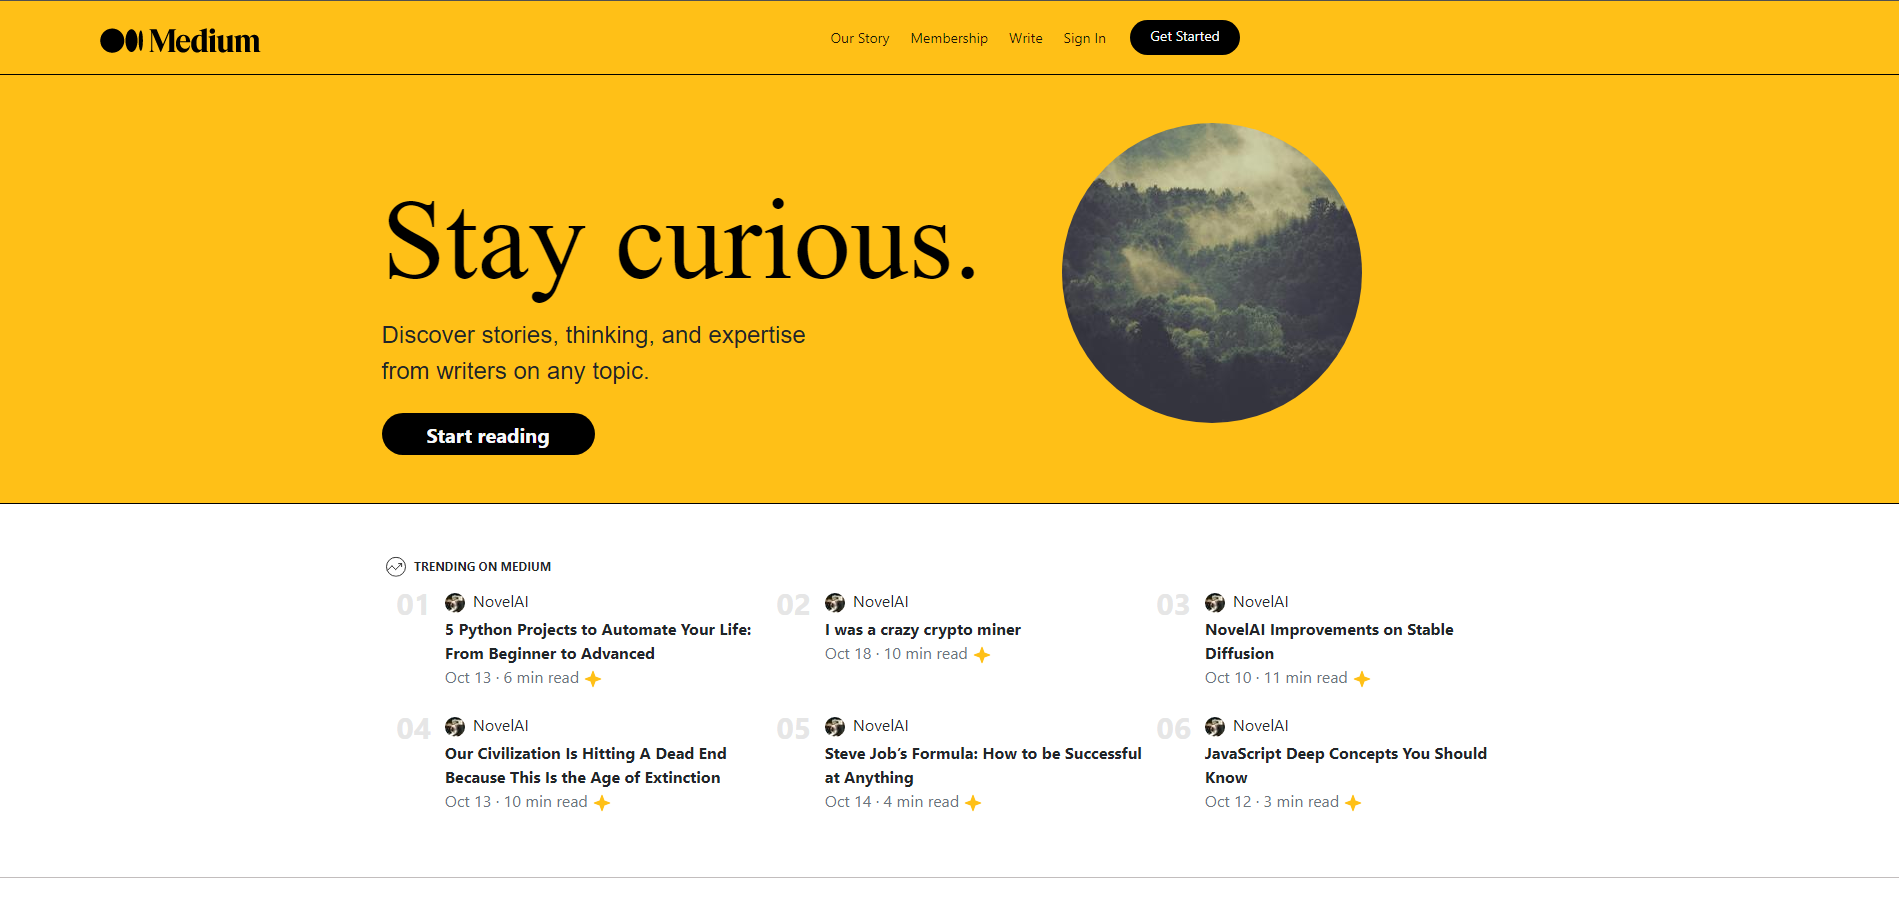 Medium
Our Story Membership Write Sign In Get Started
Stay curious.
Discover stories, thinking, and expertise
from writers on any topic.
Start reading
TRENDING ON MEDIUM
01 NovelAI
5 Python Projects to Automate Your Life:
From Beginner to Advanced
Oct 13 · 6 min read
02 NovelAI
I was a crazy crypto miner
Oct 18 · 10 min read
03 NovelAI
NovelAI Improvements on Stable
Diffusion
Oct 10 · 11 min read
04 NovelAI
Our Civilization Is Hitting A Dead End
Because This Is the Age of Extinction
Oct 13 · 10 min read
05 NovelAI
Steve Job’s Formula: How to be Successful
at Anything
Oct 14 · 4 min read
06 NovelAI
JavaScript Deep Concepts You Should
Know
Oct 12 · 3 min read